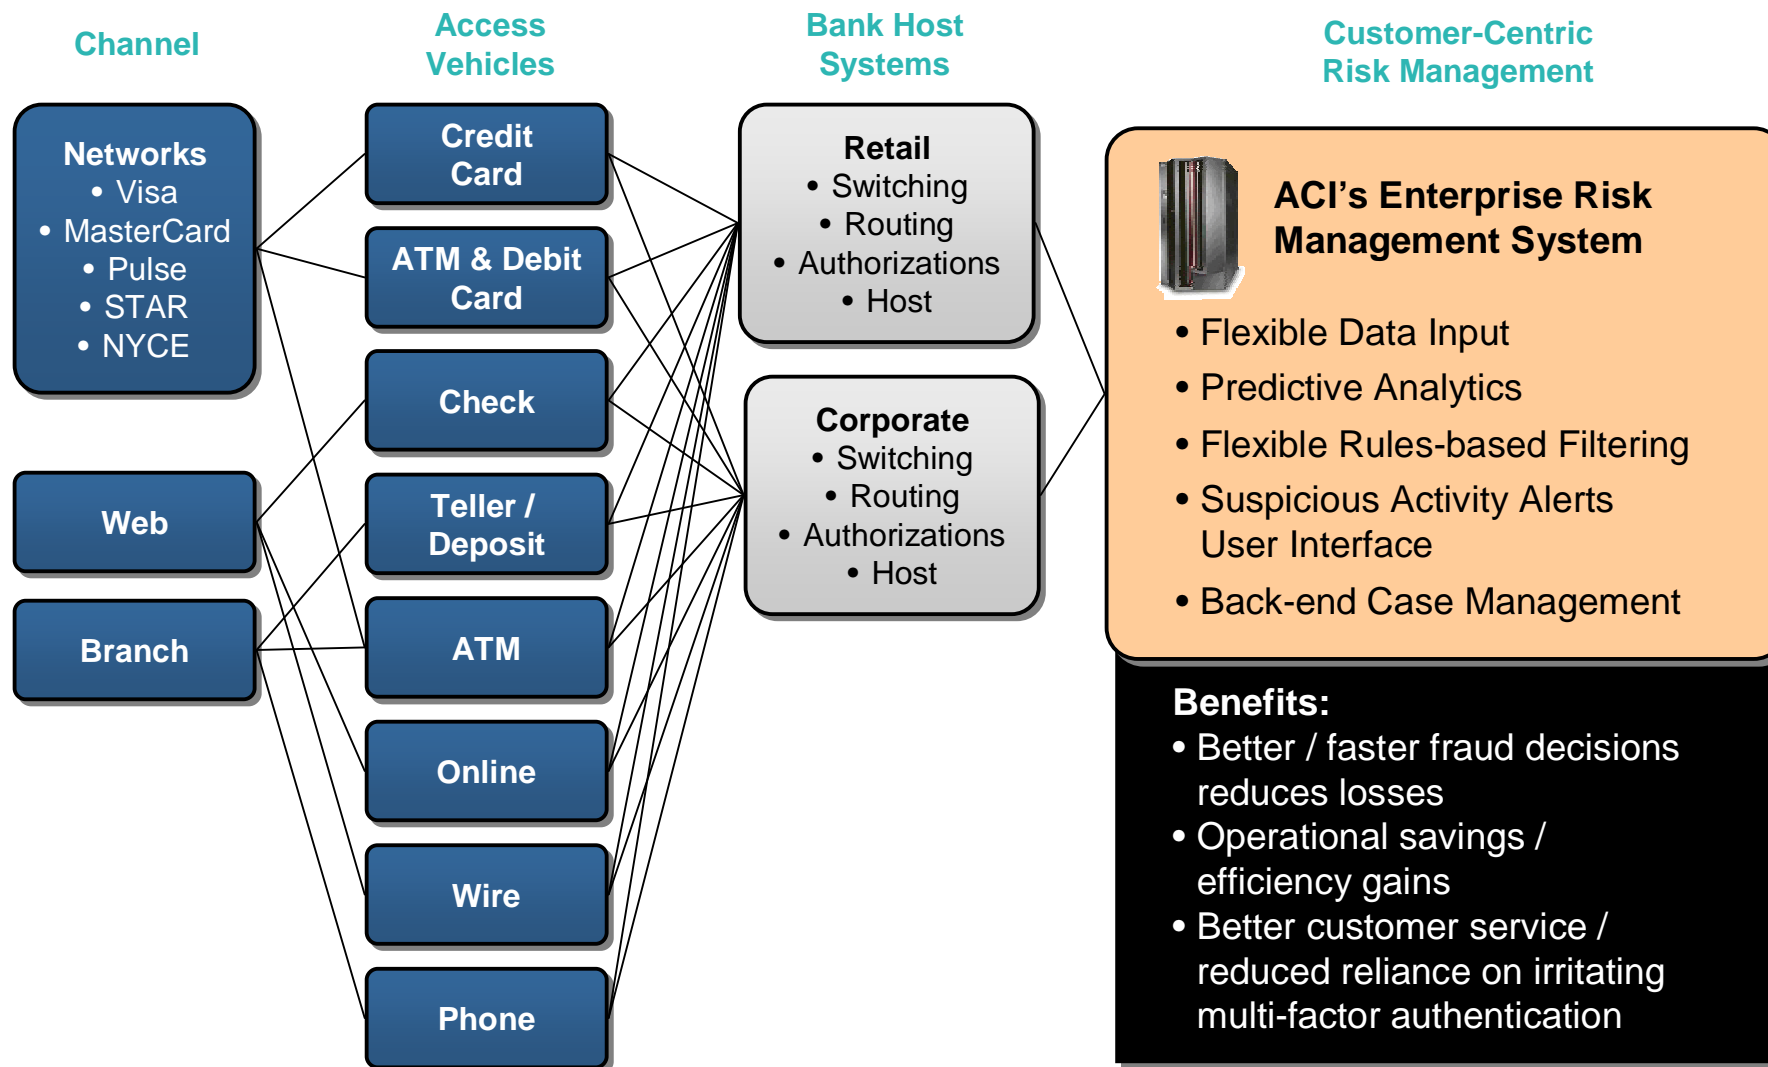 Channel
Access
Vehicles
Bank Host
Systems
Customer-Centric
Risk Management
Networks
• Visa
• MasterCard
• Pulse
• STAR
• NYCE
Web
Branch
Credit
Card
ATM & Debit
Card
Check
Teller /
Deposit
ATM
Online
Wire
Phone
Retail
• Switching
• Routing
• Authorizations
• Host
Corporate
• Switching
• Routing
• Authorizations
• Host
ACI’s Enterprise Risk
Management System
• Flexible Data Input
• Predictive Analytics
• Flexible Rules-based Filtering
• Suspicious Activity Alerts
User Interface
• Back-end Case Management
Benefits:
• Better / faster fraud decisions
reduces losses
• Operational savings /
efficiency gains
• Better customer service /
reduced reliance on irritating
multi-factor authentication